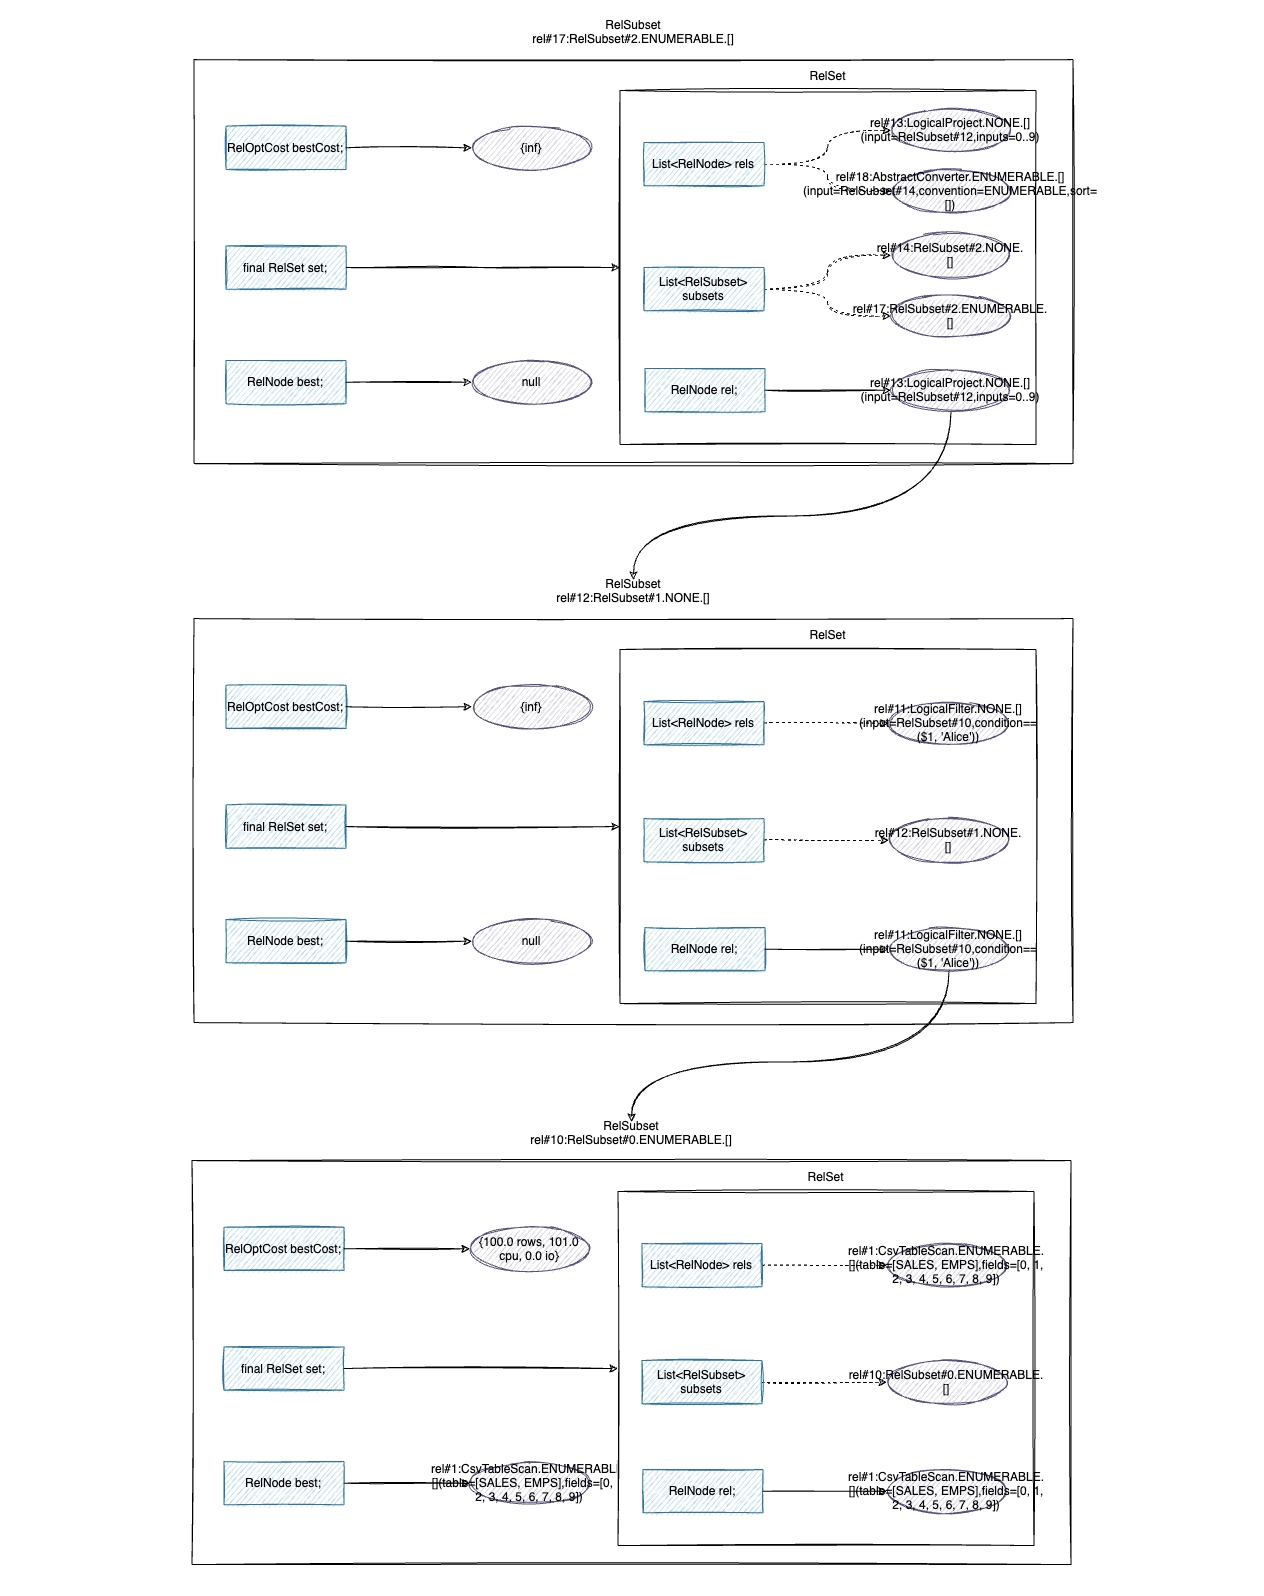 RelSubset
rel#17:RelSubset#2.ENUMERABLE.[]
RelSet
RelOptCost bestCost;
{inf}
List<RelNode> rels
rel#13:LogicalProject.NONE.[]
(input=RelSubset#12,inputs=0..9)
rel#18:AbstractConverter.ENUMERABLE.[]
(input=RelSubset#14,convention=ENUMERABLE,sort=
[])
final RelSet set;
List<RelSubset>
subsets
rel#14:RelSubset#2.NONE.
[]
rel#17:RelSubset#2.ENUMERABLE.
[]
RelNode best;
null
RelNode rel;
rel#13:LogicalProject.NONE.[]
(input=RelSubset#12,inputs=0..9)
RelSubset
rel#12:RelSubset#1.NONE.[]
RelSet
RelOptCost bestCost;
{inf}
List<RelNode> rels
rel#11:LogicalFilter.NONE.[]
(input=RelSubset#10,condition==
($1, 'Alice'))
final RelSet set;
List<RelSubset>
subsets
rel#12:RelSubset#1.NONE.
[]
RelNode best;
null
RelNode rel;
rel#11:LogicalFilter.NONE.[]
(input=RelSubset#10,condition==
($1, 'Alice'))
RelSubset
rel#10:RelSubset#0.ENUMERABLE.[]
RelSet
RelOptCost bestCost;
{100.0 rows, 101.0
cpu, 0.0 io}
List<RelNode> rels
rel#1:CsvTableScan.ENUMERABLE.
[](table=[SALES, EMPS],fields=[0, 1,
2, 3, 4, 5, 6, 7, 8, 9])
final RelSet set;
List<RelSubset>
subsets
rel#10:RelSubset#0.ENUMERABLE.
[]
RelNode best;
rel#1:CsvTableScan.ENUMERABL
[](table=[SALES, EMPS],fields=[0,
2, 3, 4, 5, 6, 7, 8, 9])
RelNode rel;
rel#1:CsvTableScan.ENUMERABLE.
[](table=[SALES, EMPS],fields=[0, 1,
2, 3, 4, 5, 6, 7, 8, 9])